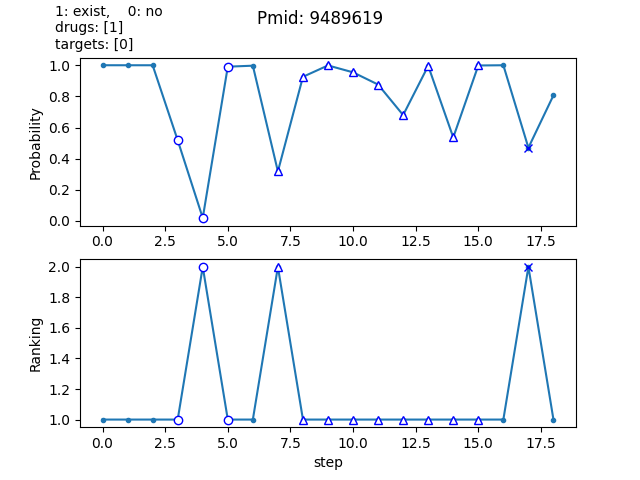 1: exist,    0: no
drugs: [1]
targets: [0]
Pmid: 9489619
1.0
0.8
0.6
0.4
0.2
0.0
Probability
0.0 2.5 5.0 7.5 10.0 12.5 15.0 17.5
2.0
1.8
1.6
1.4
1.2
1.0
Ranking
0.0 2.5 5.0 7.5 10.0 12.5 15.0 17.5
step